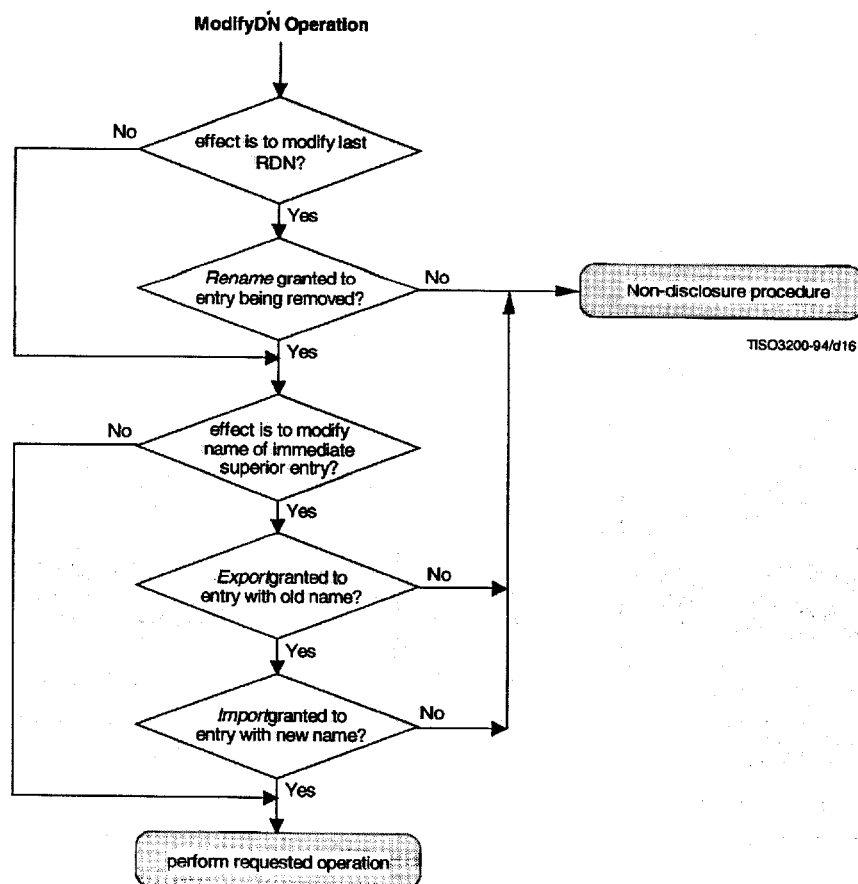 ModifyDN Operation
No
effect is to modify last
RDN?
Yes
Rename granted to
entry being removed?
No
Non-disclosure procedure
TISO3200-94/d16
Yes
No
effect is to modify
name of immediate
superior entry?
Yes
Export granted to
entry with old name?
No
Yes
Import granted to
entry with new name?
No
Yes
perform requested operation